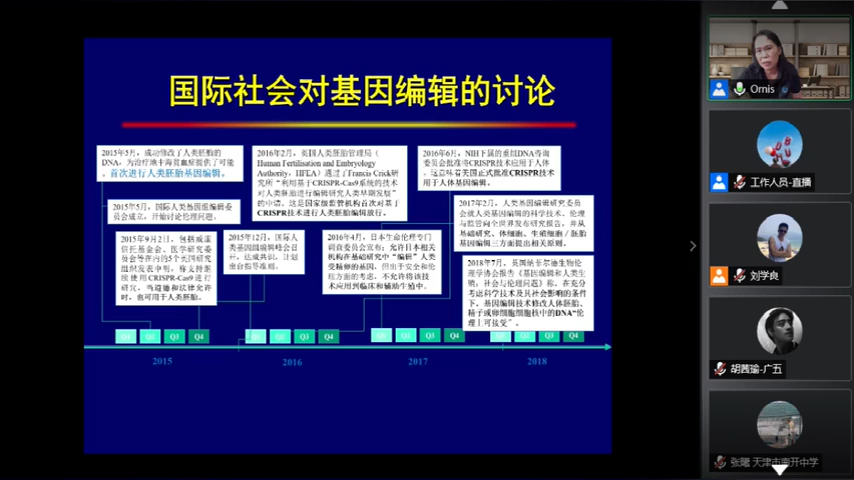 国际社会对基因编辑的讨论
2015年5月，成功修改了人类胚胎的
DNA，为治疗地中海贫血症提供了可能
，首次进行人类胚胎基因编辑。
2015年5月，国际人类基因组编辑委
员会成立，开始讨论伦理问题。
2015年9月2日，包括威康
信托基金会、医学研究委
员会等在内的5个英国研究
组织发表申明，将支持继
续使用CRISPR-Cas9进行
研究，当道德和法律允许
时，也可用于人类胚胎。
2015年12月，国际人
类基因组编辑峰会召
开，达成共识，计划
出台指导准则。
2016年2月，英国人类胚胎管理局（
Human Fertilisation and Embryology
Authority，HFEA）通过了Francis Crick研
究所“利用基于CRISPR-Cas9系统的技术
对人类胚胎进行编辑研究人类早期发展”
的申请，这是国家级监管机构首次对基于
CRISPR技术进行人类胚胎编辑放行。
2016年4月，日本生命伦理专门
调查委员会宣布：允许日本相关
机构在基础研究中“编辑”人类
受精卵的基因，但出于安全和伦
理方面的考虑，不允许将该技
术应用到临床和辅助生殖中。
2016年6月，NIH下属的重组DNA咨询
委员会批准将CRISPR技术应用于人体
，这意味着美国正式批准CRISPR技术
用于人体基因编辑。
2017年2月，人类基因编辑研究委员
会就人类基因编辑的科学技术、伦理
与监管向全世界发布研究报告，并从
基础研究、体细胞、生殖细胞／胚胎
基因编辑三方面提出相关原则。
2018年7月，英国纳菲尔德生物伦
理学协会报告《基因编辑和人类生
殖：社会与伦理问题》称，在充分
考虑科学技术及其社会影响的条件
下，基因编辑技术修改人体胚胎、
精子或卵细胞细胞核中的DNA“伦
理上可接受”。
Q1 Q2 Q3 Q4 Q1 Q2 Q3 Q4 Q1 Q2 Q3 Q4 Q1 Q2 Q3 Q4
2015 2016 2017 2018
Ornis
工作人员-直播
刘学良
胡茜瑜-广五
张曦 天津市南开中学